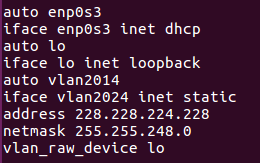 auto enp0s3
iface enp0s3 inet dhcp
auto lo
iface lo inet loopback
auto vlan2014
iface vlan2024 inet static
address 228.228.224.228
netmask 255.255.248.0
vlan_raw_device lo